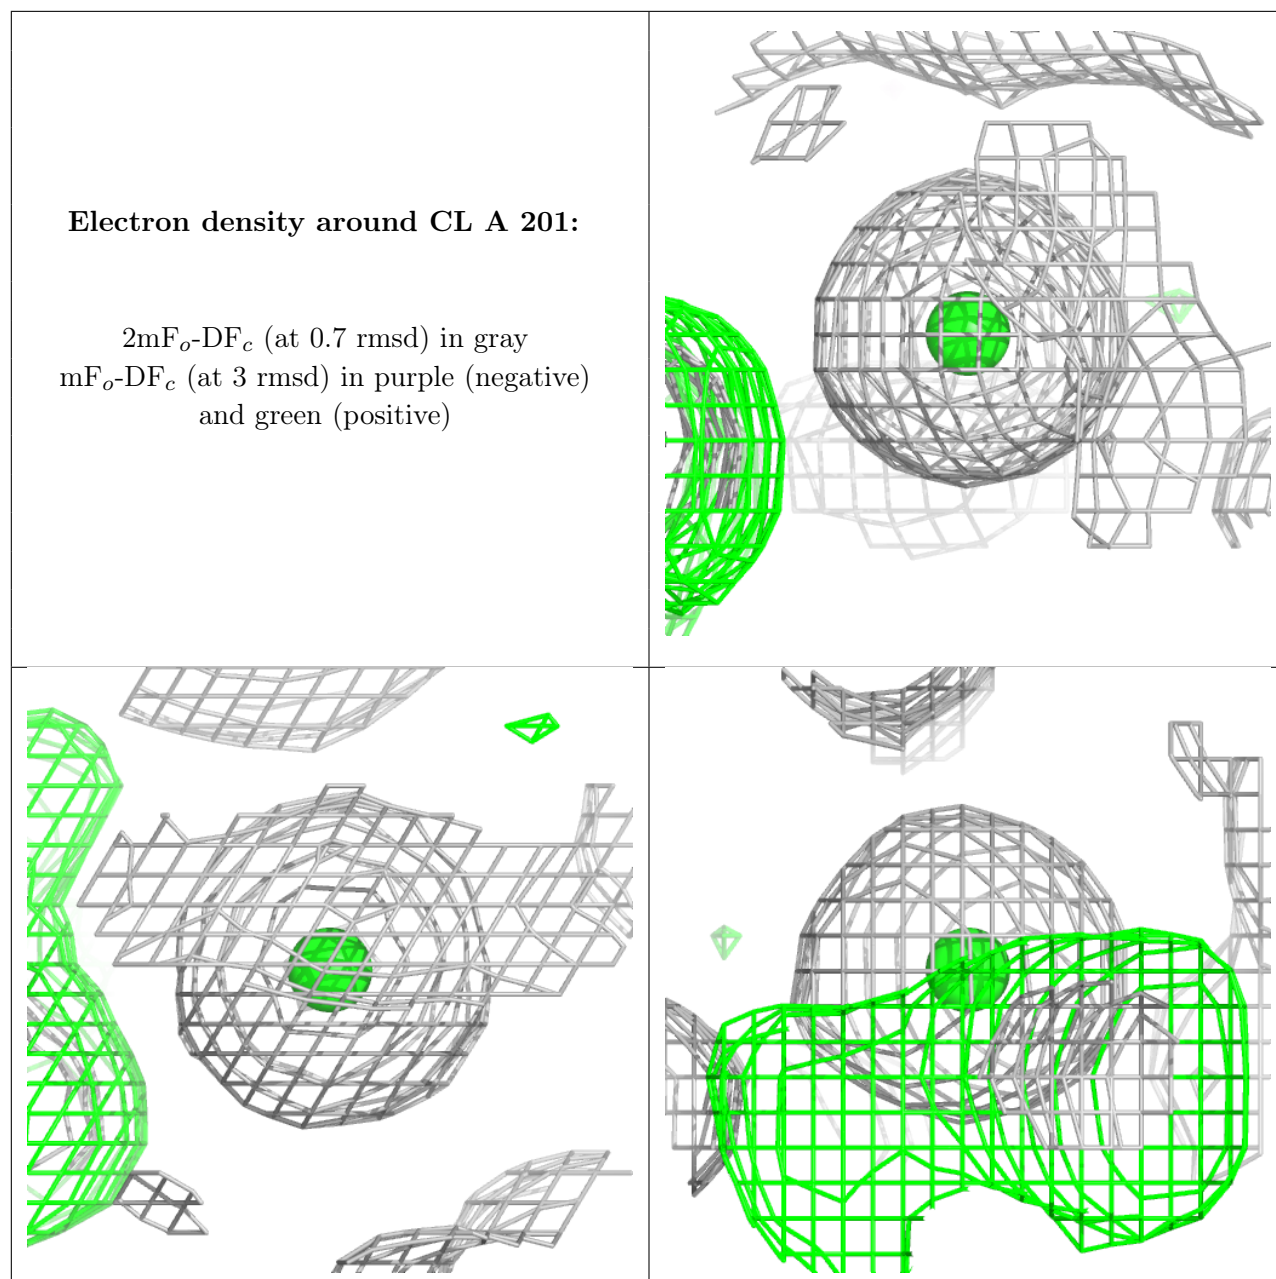 Electron density around CL A 201:
2mFo-DFc (at 0.7 rmsd) in gray
mFo-DFc (at 3 rmsd) in purple (negative)
and green (positive)